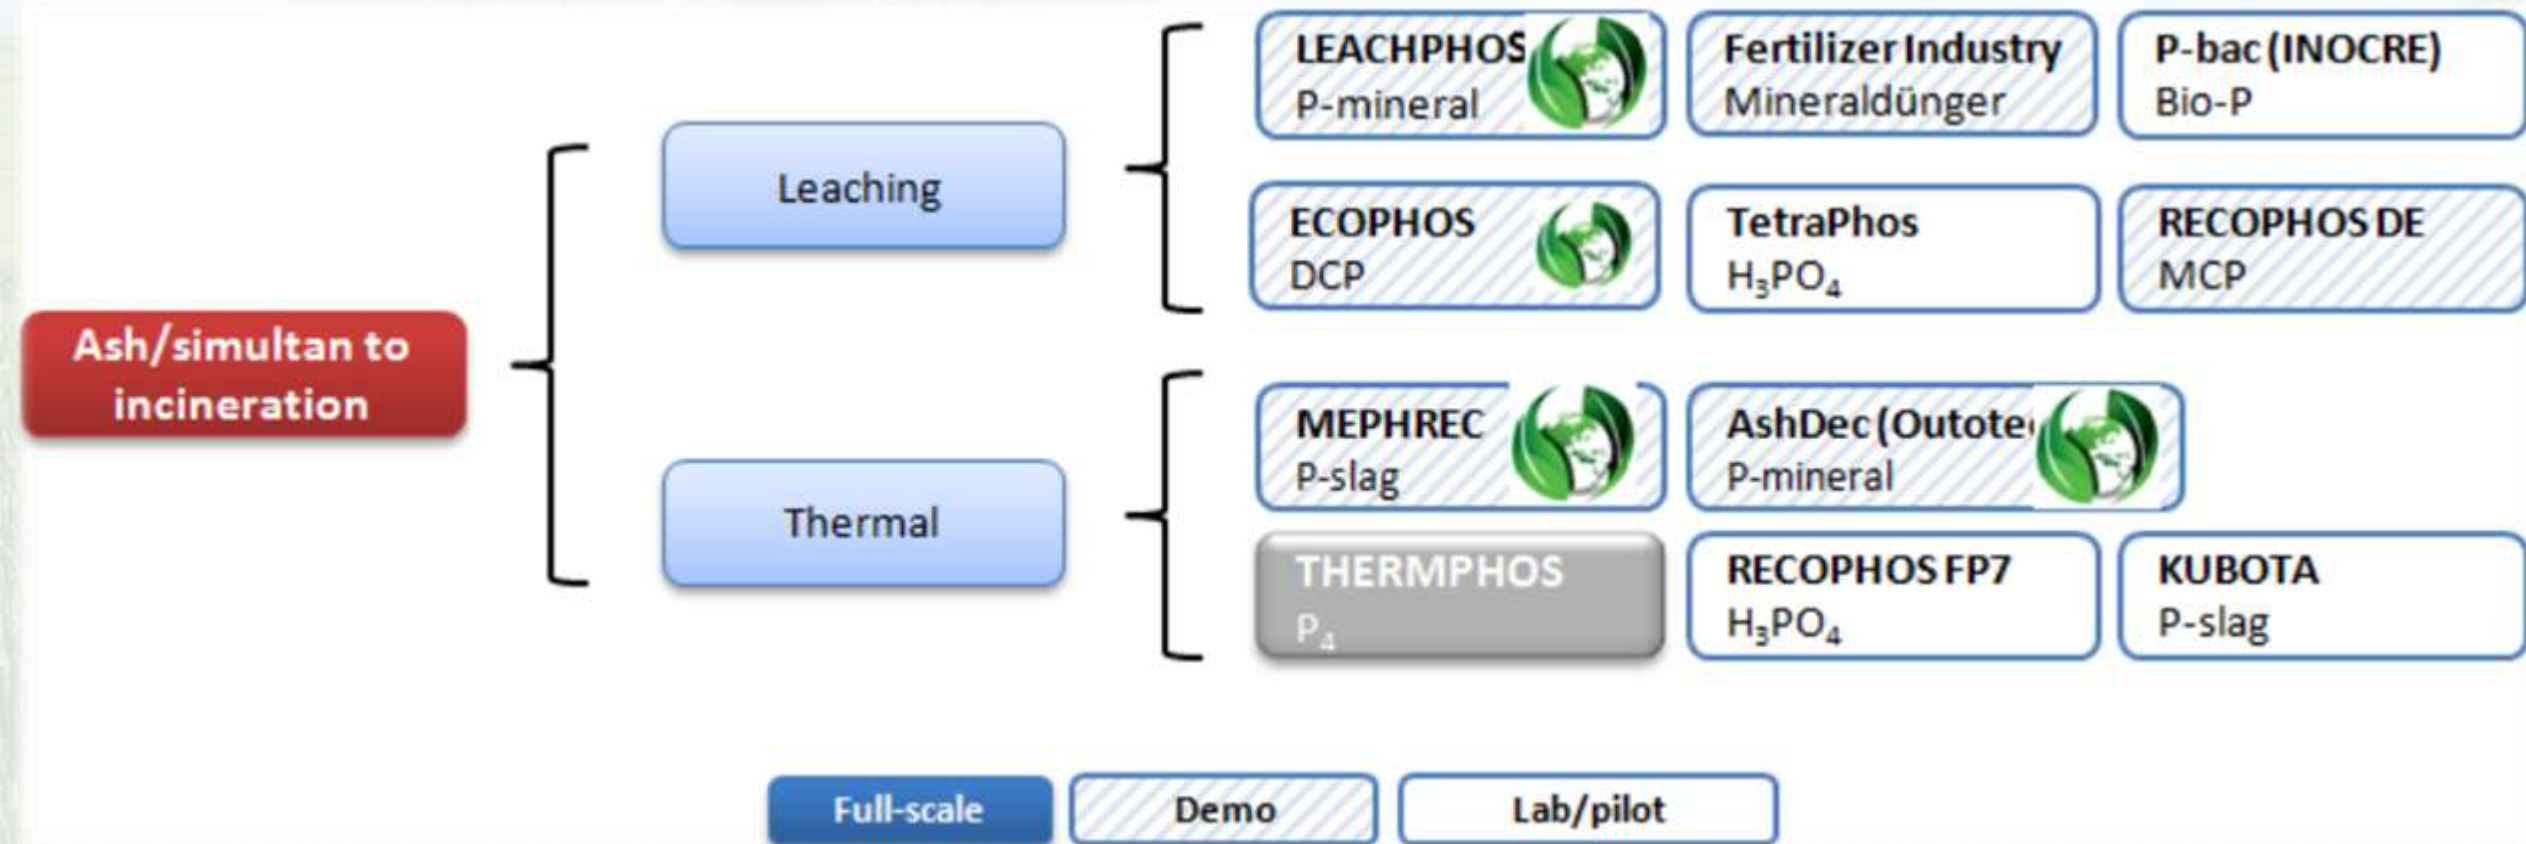 Ash/simultan to
incineration
Leaching
LEACHPHOS
P-mineral
Fertilizer Industry
Mineraldünger
P-bac (INOCRE)
Bio-P
ECOPHOS
DCP
TetraPhos
H₃PO₄
RECOPHOS DE
MCP
Thermal
MEPHREC
P-slag
AshDec (Outote
P-mineral
THERMPHOS
P₄
RECOPHOS FP7
H₃PO₄
KUBOTA
P-slag
Full-scale
Demo
Lab/pilot